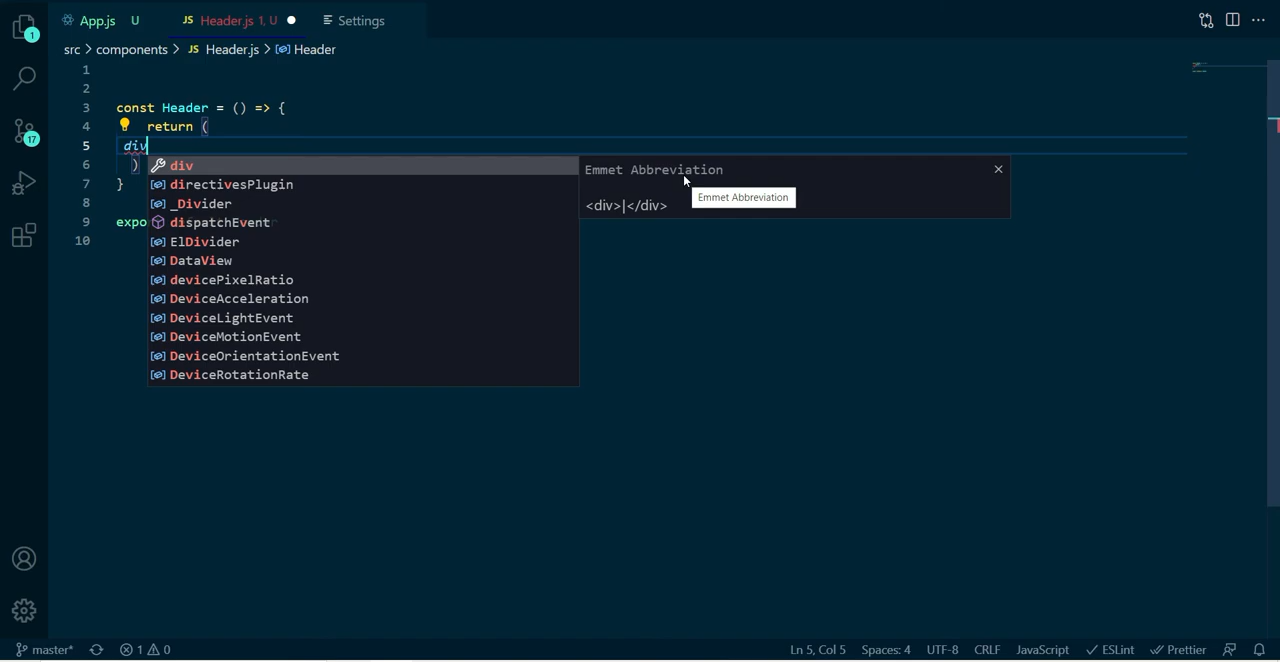 1
App.js U
JS Header.js 1, U
Settings
src > components > JS Header.js > Header
1
2
3 const Header = () => {
4 return (
5 div
6 )
7 }
8
9 expo
10
div
directivesPlugin
_Divider
dispatchEvent
ElDivider
DataView
devicePixelRatio
DeviceAcceleration
DeviceLightEvent
DeviceMotionEvent
DeviceOrientationEvent
DeviceRotationRate
Emmet Abbreviation
<div>|</div>
Emmet Abbreviation
17
master* 1 0 Ln 5, Col 5 Spaces: 4 UTF-8 CRLF JavaScript ESLint Prettier